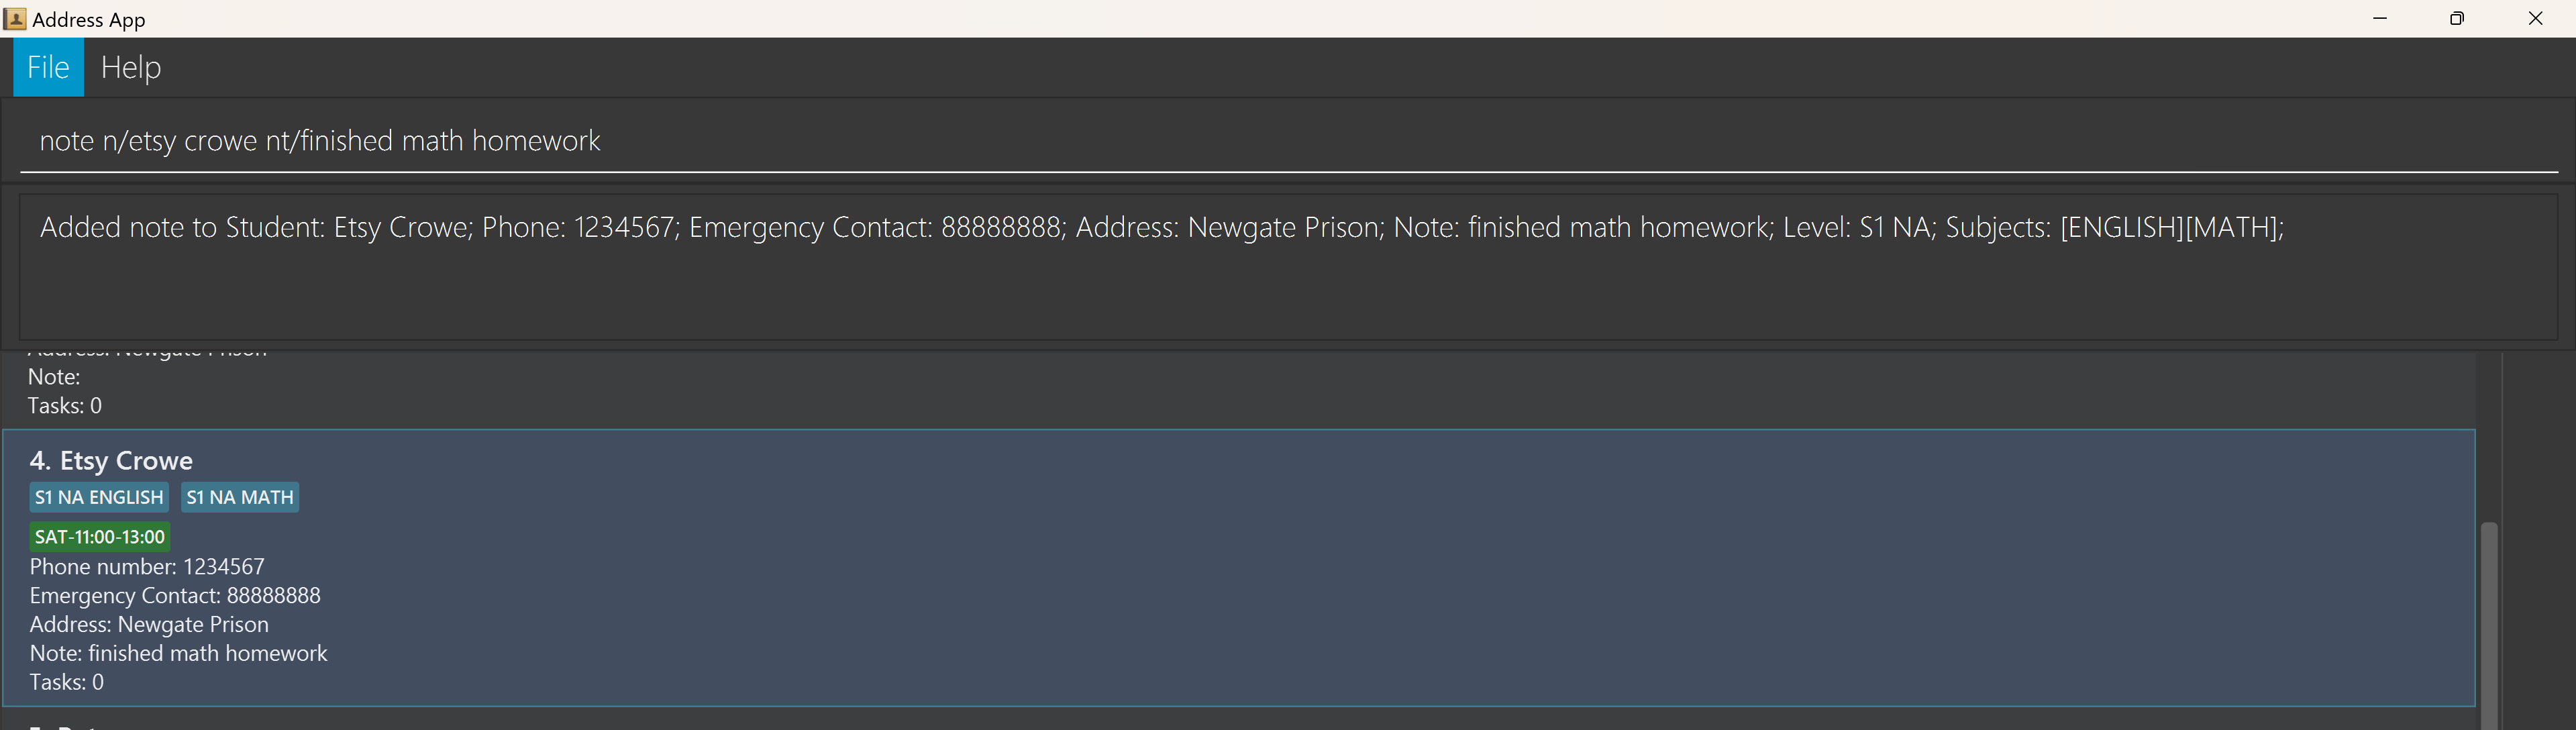 Address App
File Help
note n/etsy crowe nt/finished math homework
Added note to Student: Etsy Crowe; Phone: 1234567; Emergency Contact: 88888888; Address: Newgate Prison; Note: finished math homework; Level: S1 NA; Subjects: [ENGLISH][MATH];
Address: Newgate Prison
Note:
Tasks: 0
4. Etsy Crowe
S1 NA ENGLISH S1 NA MATH
SAT-11:00-13:00
Phone number: 1234567
Emergency Contact: 88888888
Address: Newgate Prison
Note: finished math homework
Tasks: 0